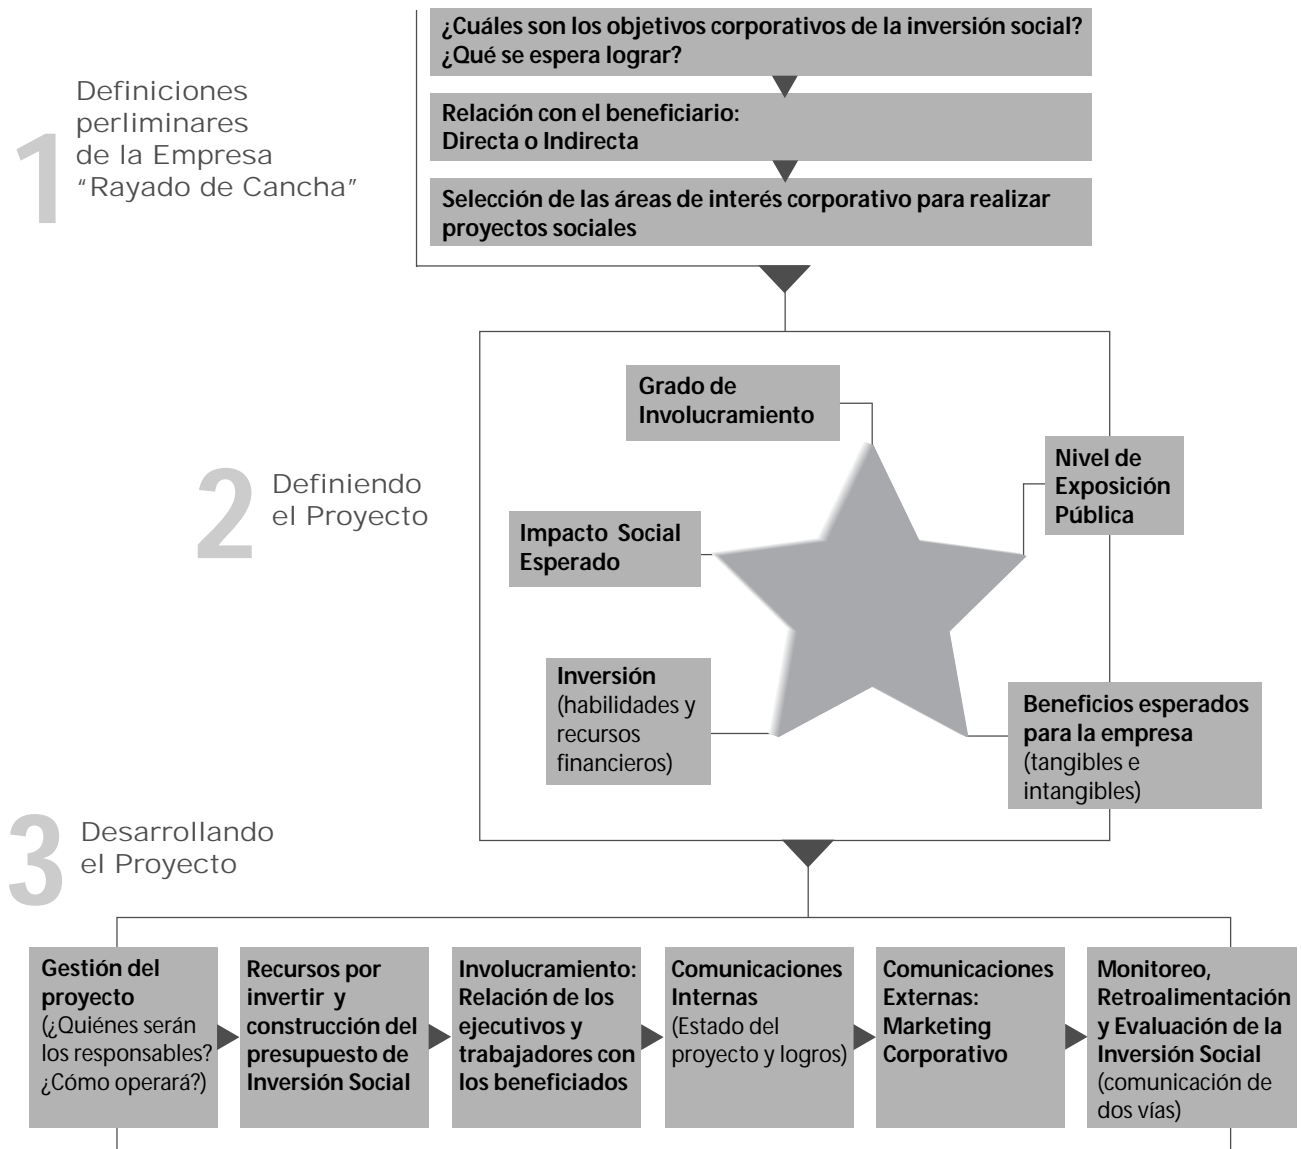 1
Definiciones
perliminares
de la Empresa
“Rayado de Cancha”
¿Cuáles son los objetivos corporativos de la inversión social?
¿Qué se espera lograr?
Relación con el beneficiario:
Directa o Indirecta
Selección de las áreas de interés corporativo para realizar
proyectos sociales
2
Definiendo
el Proyecto
Grado de
Involucramiento
Nivel de
Exposición
Pública
Impacto Social
Esperado
Inversión
(habilidades y
recursos
financieros)
Beneficios esperados
para la empresa
(tangibles e
intangibles)
3
Desarrollando
el Proyecto
Gestión del
proyecto
(¿Quiénes serán
los responsables?
¿Cómo operará?)
Recursos por
invertir y
construcción del
presupuesto de
Inversión Social
Involucramiento:
Relación de los
ejecutivos y
trabajadores con
los beneficiados
Comunicaciones
Internas
(Estado del
proyecto y logros)
Comunicaciones
Externas:
Marketing
Corporativo
Monitoreo,
Retroalimentación
y Evaluación de la
Inversión Social
(comunicación de
dos vías)